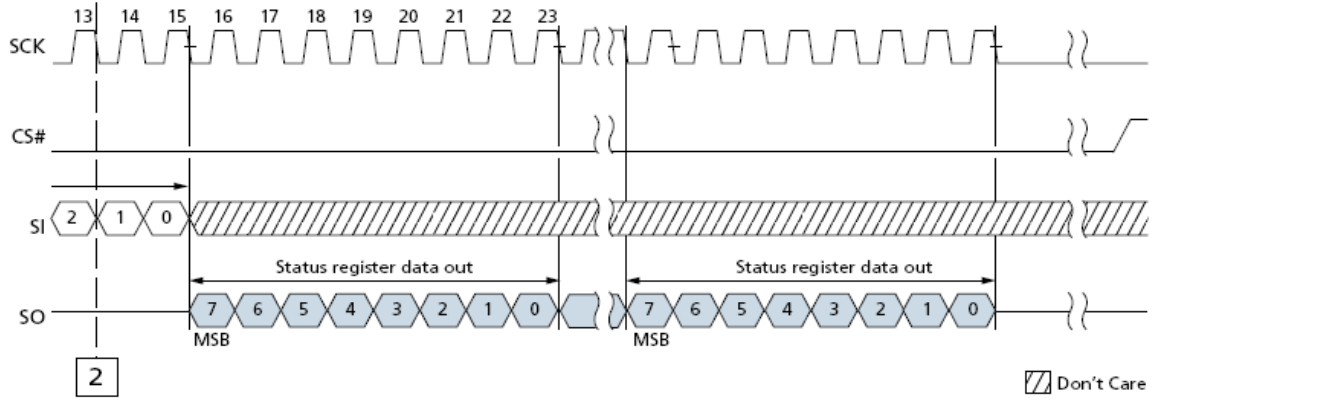 13 14 15 16 17 18 19 20 21 22 23
SCK
CS#
SI 2 1 0
Status register data out Status register data out
SO 7 6 5 4 3 2 1 0 7 6 5 4 3 2 1 0
MSB MSB
2
Don't Care